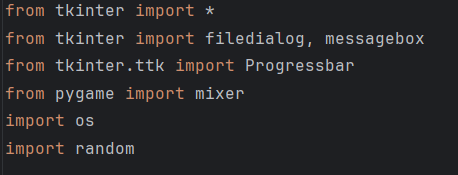 from tkinter import *
from tkinter import filedialog, messagebox
from tkinter.ttk import Progressbar
from pygame import mixer
import os
import random